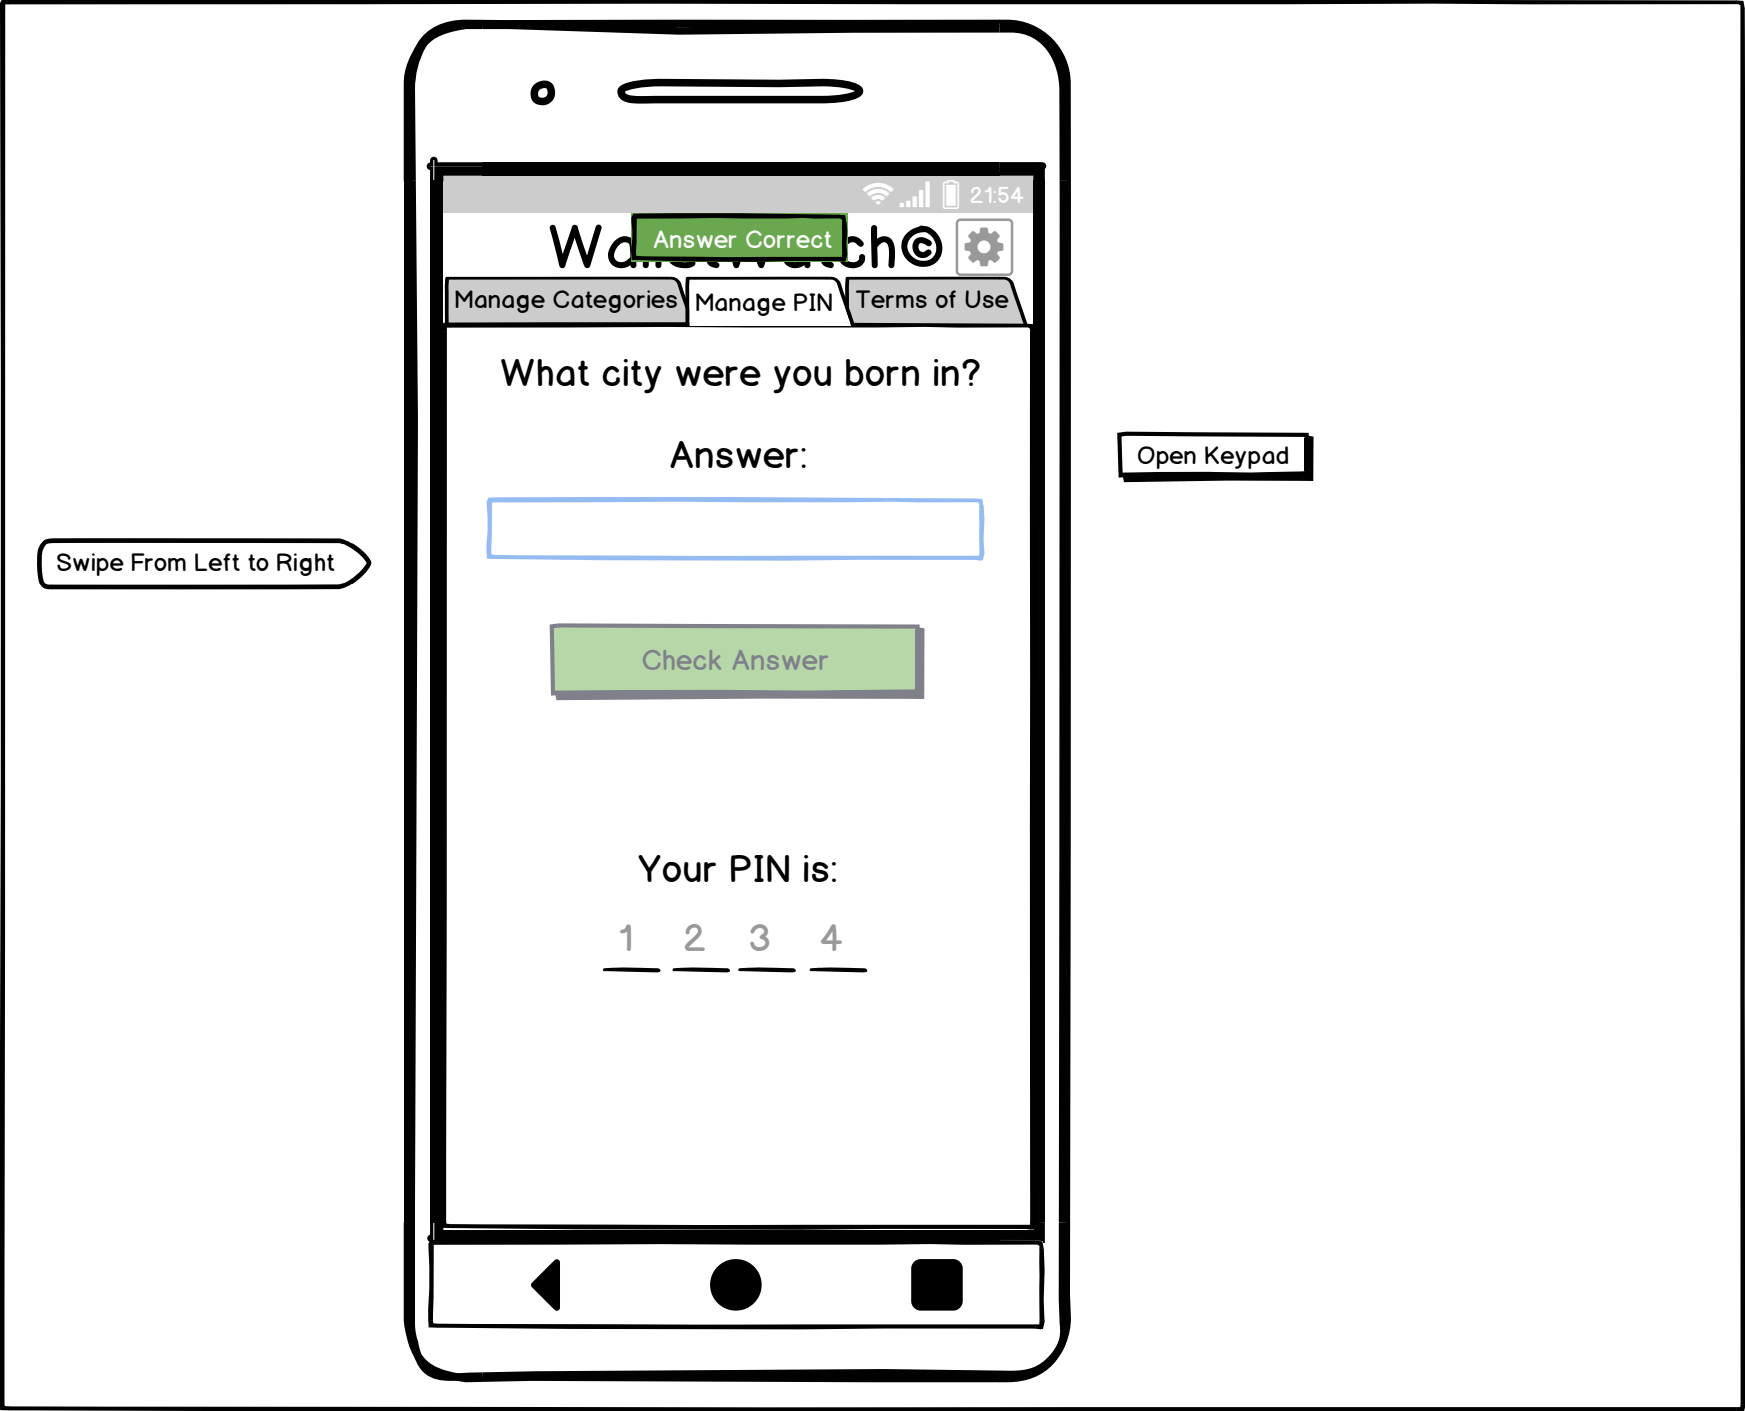 21:54
Answer Correct
ch©
Manage Categories
Manage PIN
Terms of Use
What city were you born in?
Answer:
Open Keypad
Swipe From Left to Right
Check Answer
Your PIN is:
1 2 3 4